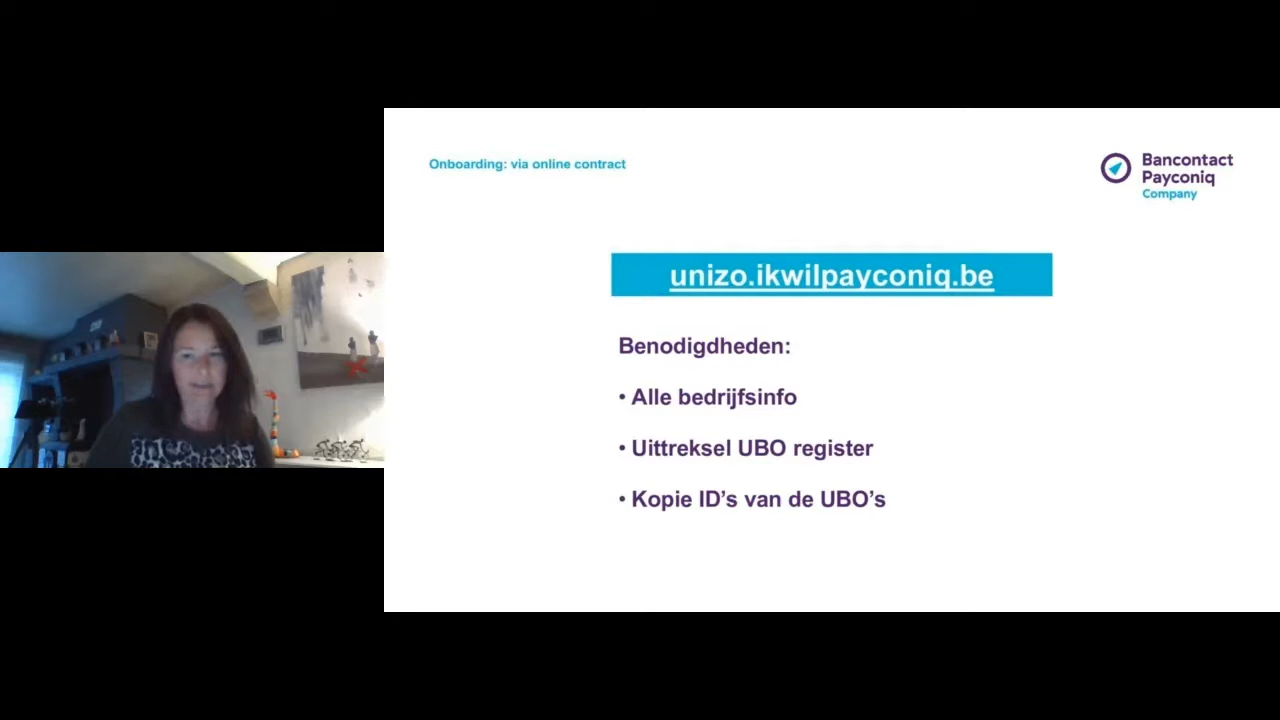 Onboarding: via online contract
Bancontact
Payconiq
Company
unizo.ikwilpayconiq.be
Benodigdheden:
• Alle bedrijfsinfo
• Uittreksel UBO register
• Kopie ID’s van de UBO’s